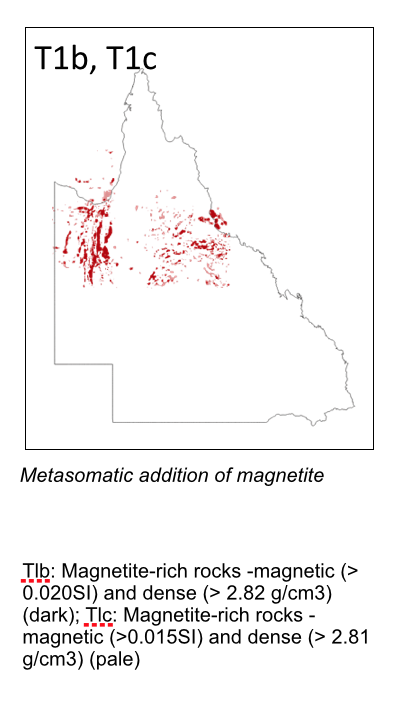 T1b, T1c
Metasomatic addition of magnetite
Tlb: Magnetite-rich rocks -magnetic (>
0.020SI) and dense (> 2.82 g/cm3)
(dark); Tlc: Magnetite-rich rocks -
magnetic (>0.015SI) and dense (> 2.81
g/cm3) (pale)